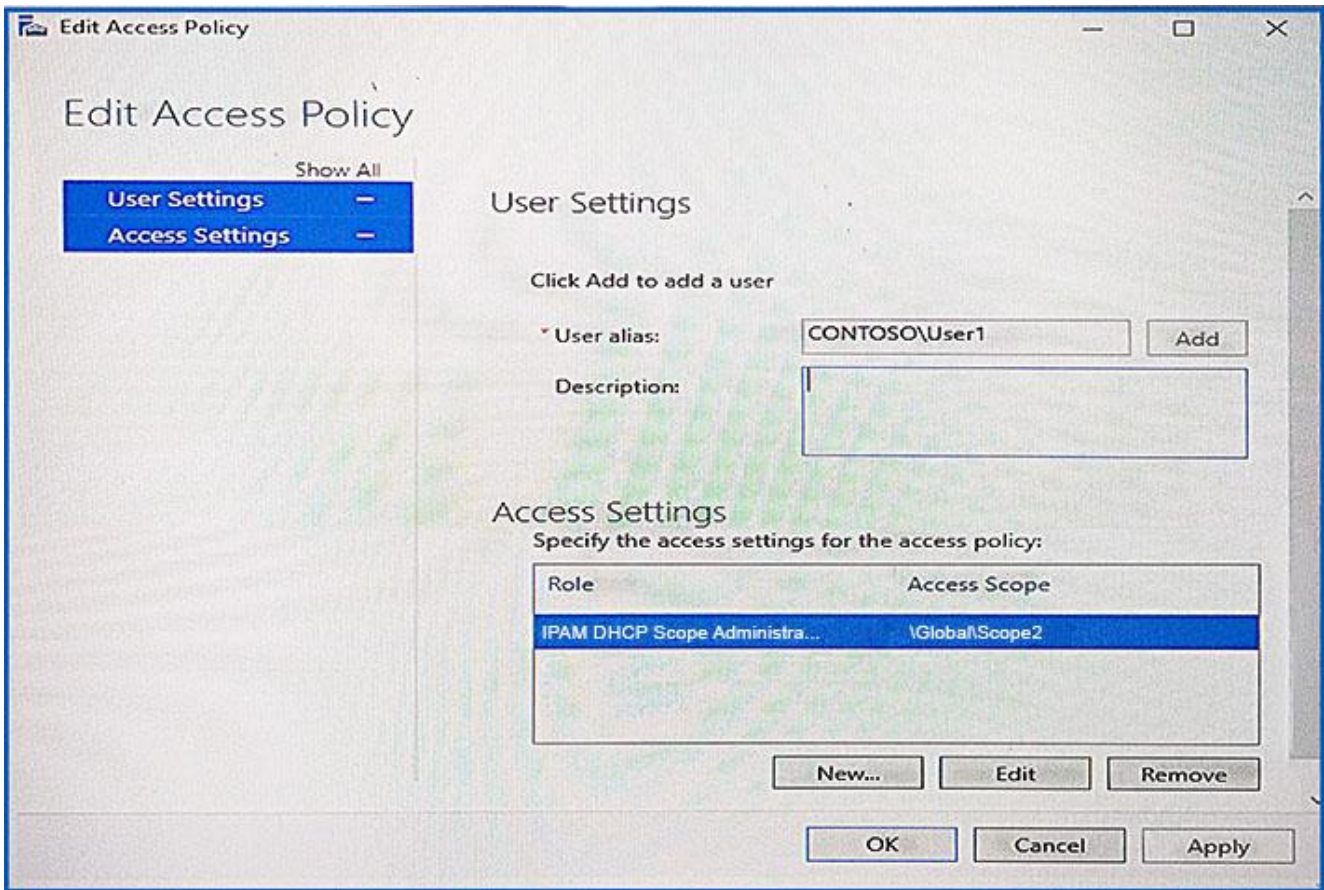 Edit Access Policy
Edit Access Policy
Show All
User Settings
Access Settings
User Settings
Click Add to add a user
* User alias: CONTOSO\User1 Add
Description:
Access Settings
Specify the access settings for the access policy:
Role Access Scope
IPAM DHCP Scope Administra... \Global\Scope2
New... Edit Remove
OK Cancel Apply